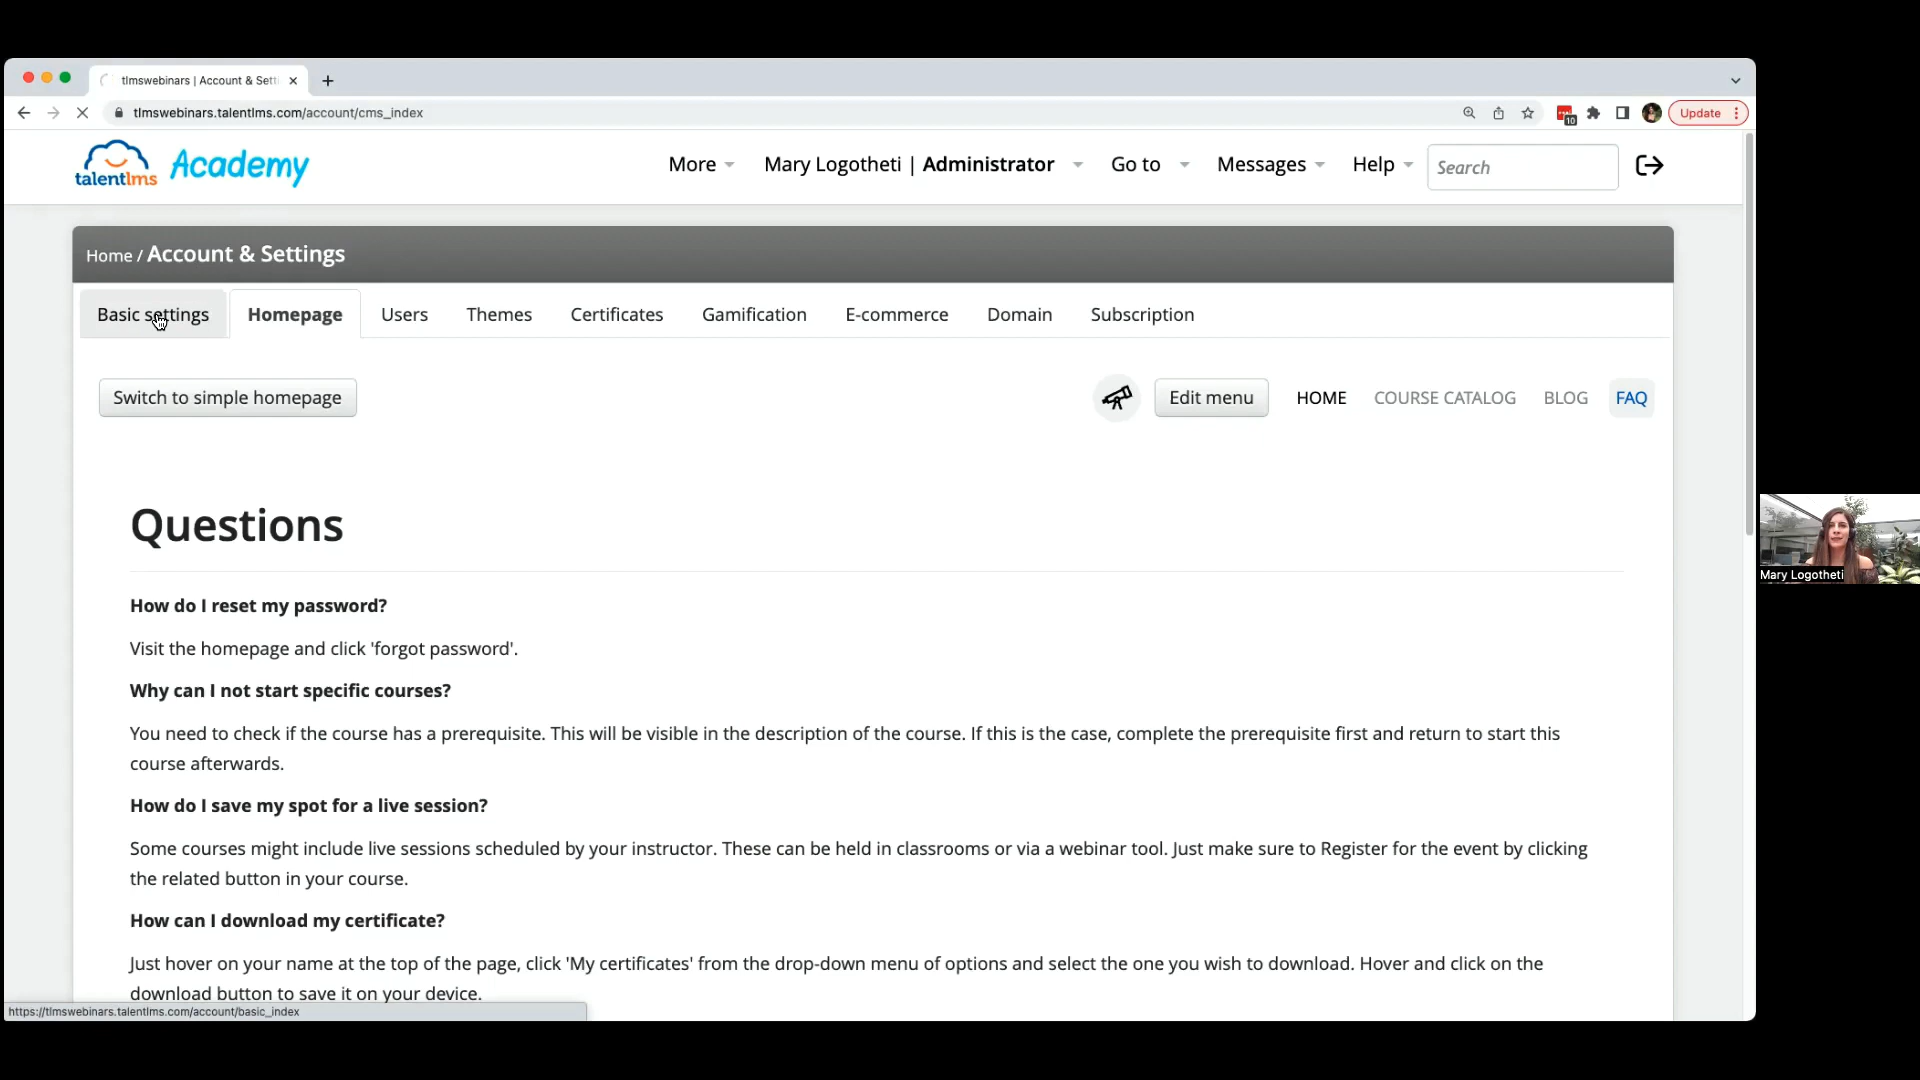 tlmswebinars | Account & Setti
tlmswebinars.talentlms.com/account/cms_index
10
Update
talentlms Academy
More
Mary Logotheti | Administrator
Go to
Messages
Help
Search
Home / Account & Settings
Basic settings
Homepage
Users
Themes
Certificates
Gamification
E-commerce
Domain
Subscription
Switch to simple homepage
Edit menu
HOME
COURSE CATALOG
BLOG
FAQ
Questions
How do I reset my password?
Visit the homepage and click 'forgot password'.
Why can I not start specific courses?
You need to check if the course has a prerequisite. This will be visible in the description of the course. If this is the case, complete the prerequisite first and return to start this
course afterwards.
How do I save my spot for a live session?
Some courses might include live sessions scheduled by your instructor. These can be held in classrooms or via a webinar tool. Just make sure to Register for the event by clicking
the related button in your course.
How can I download my certificate?
Just hover on your name at the top of the page, click 'My certificates' from the drop-down menu of options and select the one you wish to download. Hover and click on the
download button to save it on your device.
https://tlmswebinars.talentlms.com/account/basic_index
Mary Logotheti